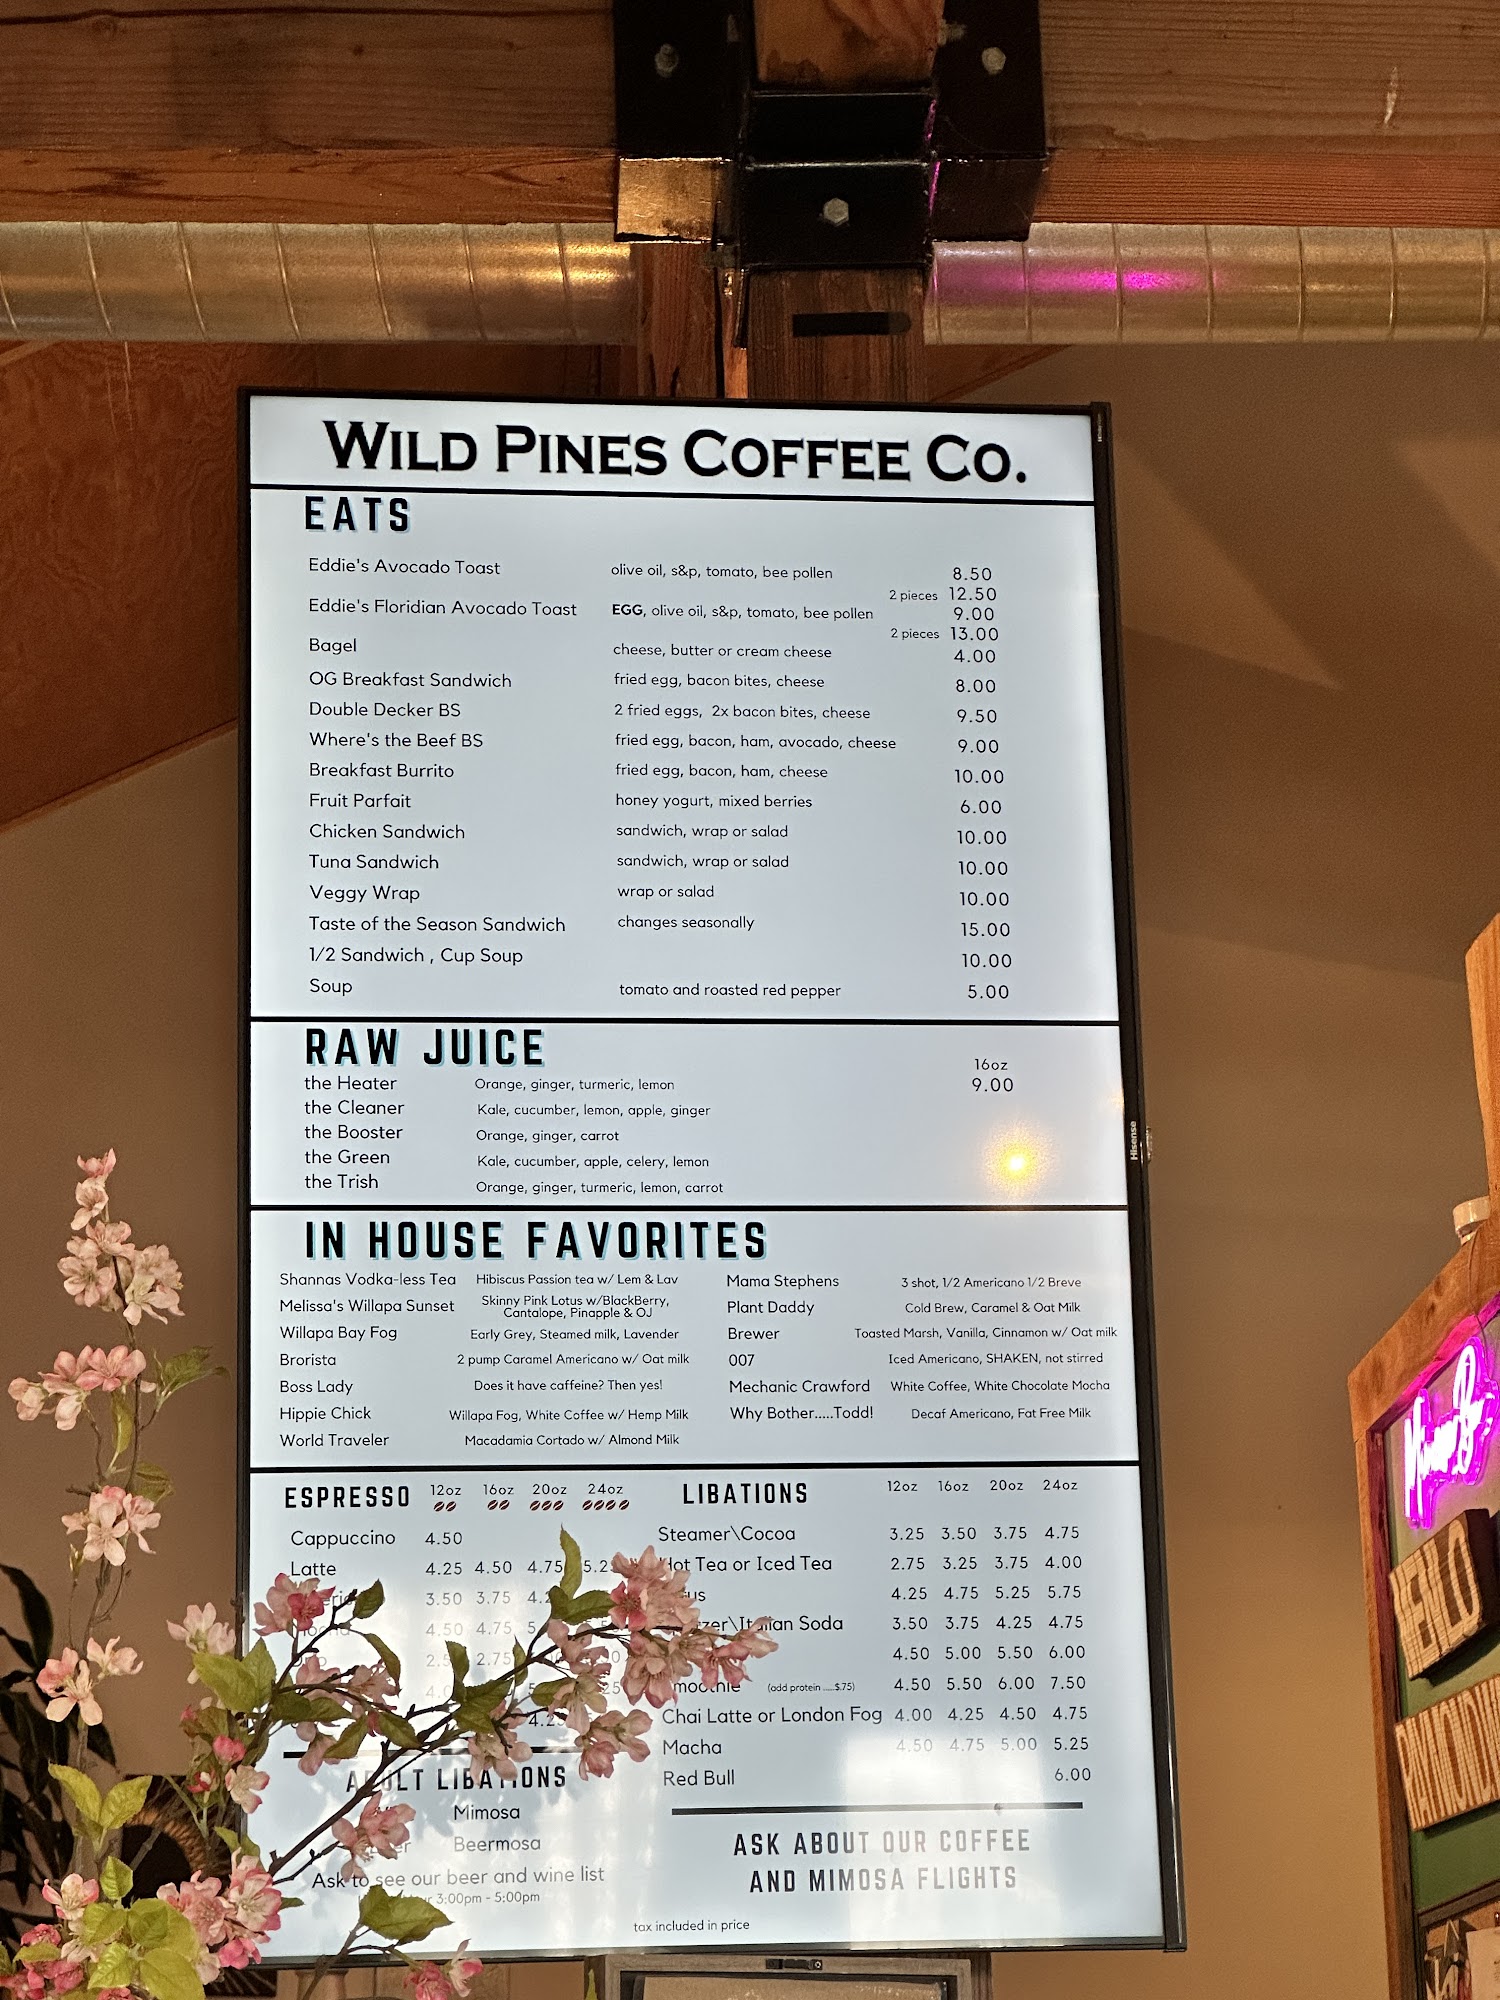 WILD PINES COFFEE CO.
EATS
Eddie's Avocado Toast olive oil, s&p, tomato, bee pollen 8.50
2 pieces 12.50
Eddie's Floridian Avocado Toast EGG, olive oil, s&p, tomato, bee pollen 9.00
2 pieces 13.00
Bagel cheese, butter or cream cheese 4.00
OG Breakfast Sandwich fried egg, bacon bites, cheese 8.00
Double Decker BS 2 fried eggs, 2x bacon bites, cheese 9.50
Where's the Beef BS fried egg, bacon, ham, avocado, cheese 9.00
Breakfast Burrito fried egg, bacon, ham, cheese 10.00
Fruit Parfait honey yogurt, mixed berries 6.00
Chicken Sandwich sandwich, wrap or salad 10.00
Tuna Sandwich sandwich, wrap or salad 10.00
Veggy Wrap wrap or salad 10.00
Taste of the Season Sandwich changes seasonally 15.00
1/2 Sandwich , Cup Soup 10.00
Soup tomato and roasted red pepper 5.00
RAW JUICE
16oz
the Heater Orange, ginger, turmeric, lemon 9.00
the Cleaner Kale, cucumber, lemon, apple, ginger
the Booster Orange, ginger, carrot
the Green Kale, cucumber, apple, celery, lemon
the Trish Orange, ginger, turmeric, lemon, carrot
Hisense
IN HOUSE FAVORITES
Shannas Vodka-less Tea Hibiscus Passion tea w/ Lem & Lav
Melissa's Willapa Sunset Skinny Pink Lotus w/BlackBerry,
Cantalope, Pinapple & OJ
Willapa Bay Fog Early Grey, Steamed milk, Lavender
Brorista 2 pump Caramel Americano w/ Oat milk
Boss Lady Does it have caffeine? Then yes!
Hippie Chick Willapa Fog, White Coffee w/ Hemp Milk
World Traveler Macadamia Cortado w/ Almond Milk
Mama Stephens 3 shot, 1/2 Americano 1/2 Breve
Plant Daddy Cold Brew, Caramel & Oat Milk
Brewer Toasted Marsh, Vanilla, Cinnamon w/ Oat milk
007 Iced Americano, SHAKEN, not stirred
Mechanic Crawford White Coffee, White Chocolate Mocha
Why Bother.....Todd! Decaf Americano, Fat Free Milk
ESPRESSO 12oz 16oz 20oz 24oz
Cappuccino 4.50
Latte 4.25 4.50 4.75
3.50 3.75
4.50 4.75
2.75
ADULT LIBATIONS
Mimosa
Beermosa
Ask to see our beer and wine list
3:00pm - 5:00pm
LIBATIONS 12oz 16oz 20oz 24oz
Steamer\Cocoa 3.25 3.50 3.75 4.75
Hot Tea or Iced Tea 2.75 3.25 3.75 4.00
4.25 4.75 5.25 5.75
Soda 3.50 3.75 4.25 4.75
4.50 5.00 5.50 6.00
Smoothie (add protein .....$.75) 4.50 5.50 6.00 7.50
Chai Latte or London Fog 4.00 4.25 4.50 4.75
Macha 4.50 4.75 5.00 5.25
Red Bull 6.00
ASK ABOUT OUR COFFEE
AND MIMOSA FLIGHTS
tax included in price
MENLO
RAYMOND